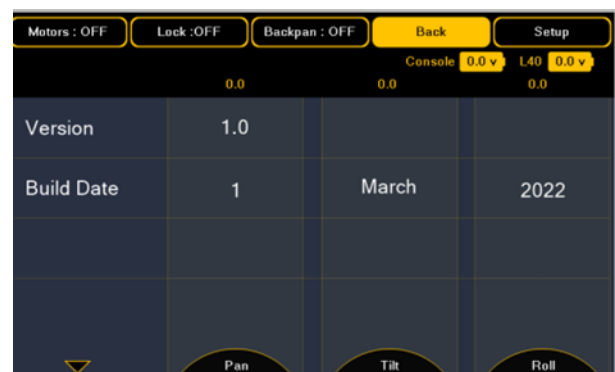 Motors : OFF Lock :OFF Backpan : OFF Back Setup
Console 0.0 v L40 0.0 v
0.0 0.0 0.0
Version 1.0
Build Date 1 March 2022
Pan Tilt Roll